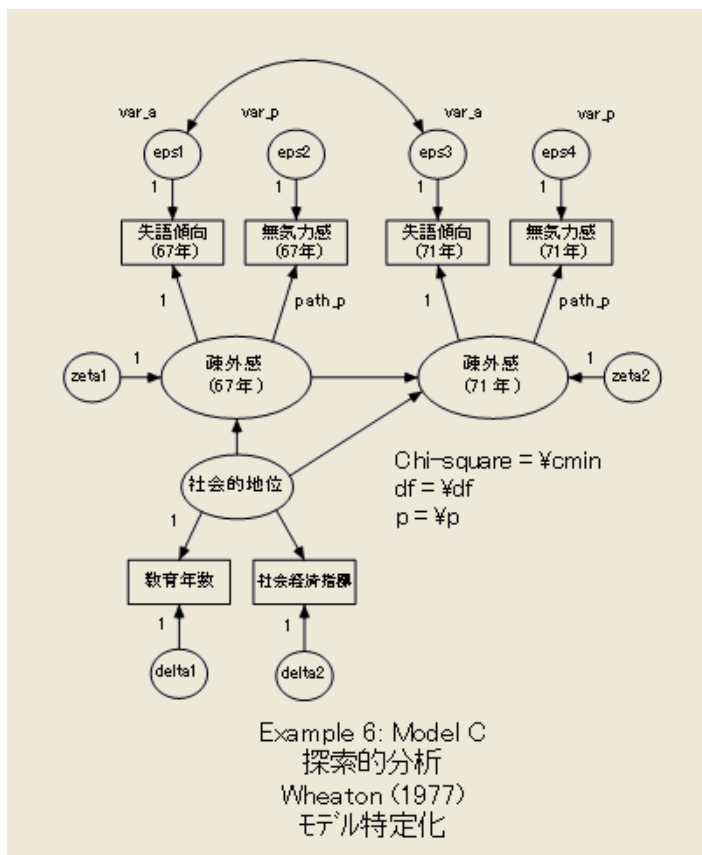 var_a
var_p
var_a
var_p
eps1
eps2
eps3
eps4
1
1
1
1
失語傾向
(67年)
無気力感
(67年)
失語傾向
(71年)
無気力感
(71年)
1
path_p
1
path_p
zeta1
1
疎外感
(67年)
疎外感
(71年)
1
zeta2
社会的地位
Chi-square = ¥cmin
df = ¥df
p = ¥p
1
教育年数
社会経済指標
1
1
delta1
delta2
Example 6: Model C
探索的分析
Wheaton (1977)
モデル特定化